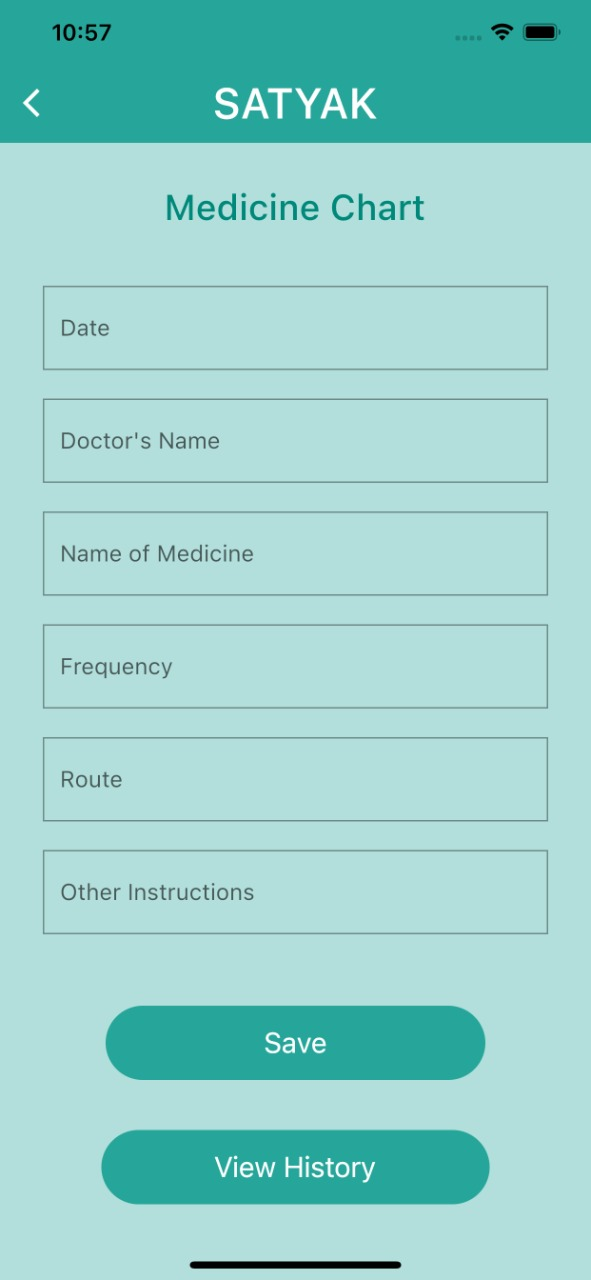 10:57
SATYAK
Medicine Chart
Date
Doctor's Name
Name of Medicine
Frequency
Route
Other Instructions
Save
View History